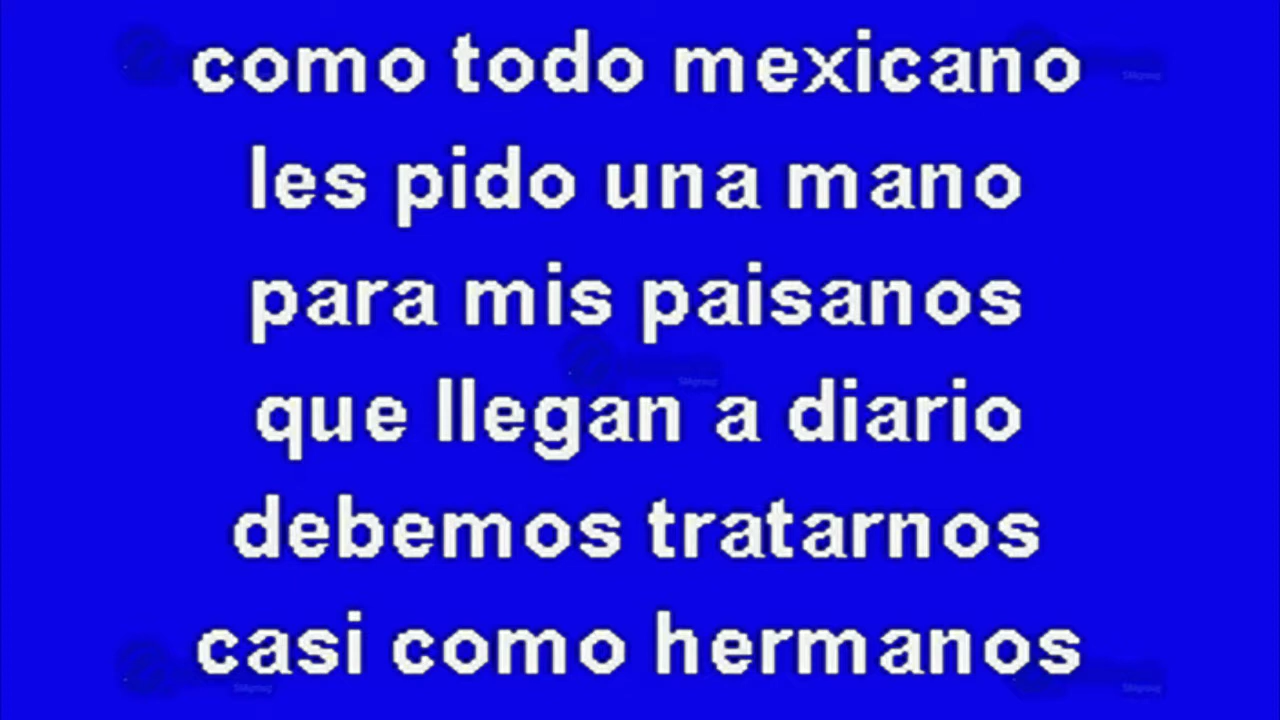 como todo mexicano
les pido una mano
para mis paisanos
que llegan a diario
debemos tratarnos
casi como hermanos